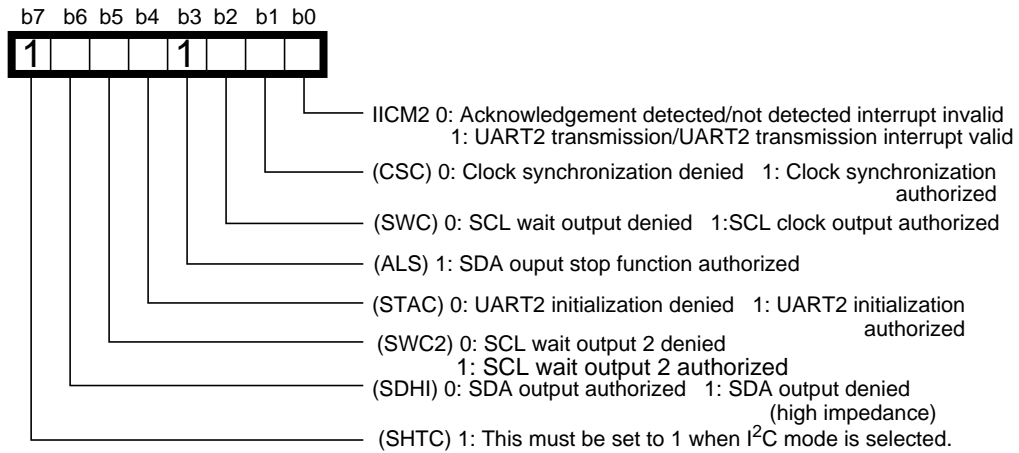 b7 b6 b5 b4 b3 b2 b1 b0
1 1
IICM2 0: Acknowledgement detected/not detected interrupt invalid
1: UART2 transmission/UART2 transmission interrupt valid
(CSC) 0: Clock synchronization denied 1: Clock synchronization
authorized
(SWC) 0: SCL wait output denied 1:SCL clock output authorized
(ALS) 1: SDA ouput stop function authorized
(STAC) 0: UART2 initialization denied 1: UART2 initialization
authorized
(SWC2) 0: SCL wait output 2 denied
1: SCL wait output 2 authorized
(SDHI) 0: SDA output authorized 1: SDA output denied
(high impedance)
(SHTC) 1: This must be set to 1 when I²C mode is selected.